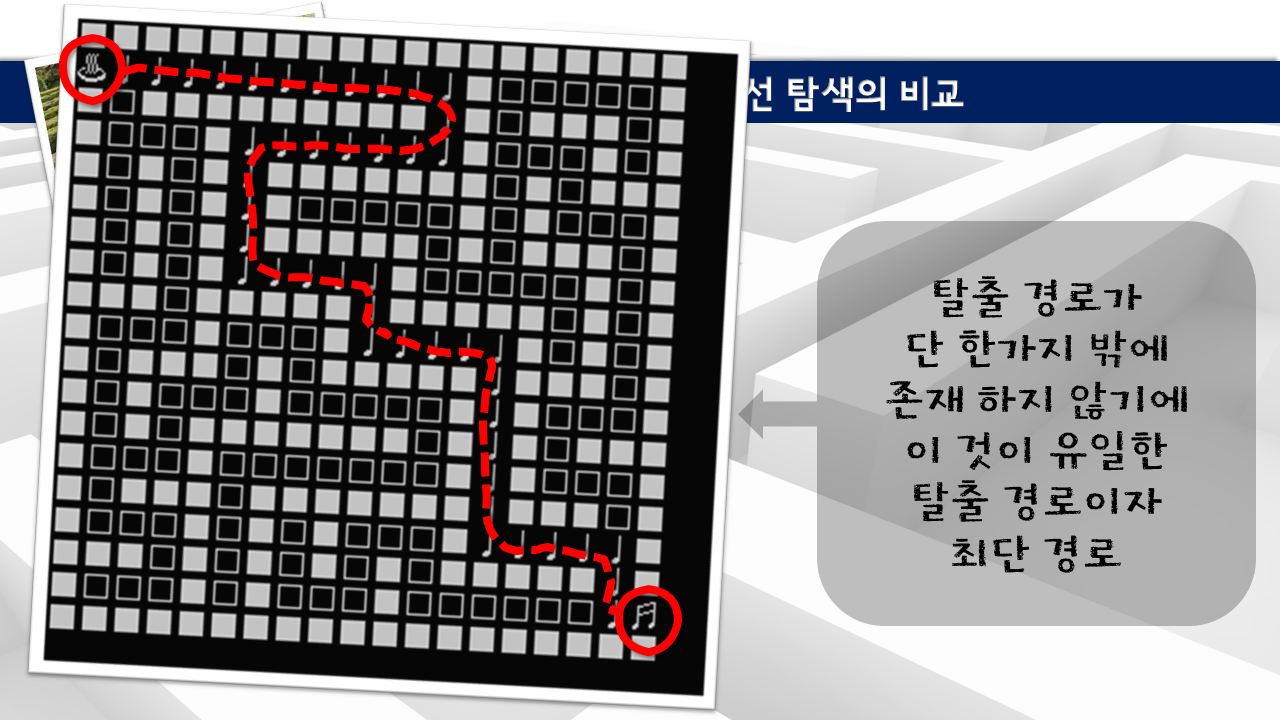 선 탐색의 비교
탈출 경로가
단 한가지 밖에
존재 하지 않기에
이 것이 유일한
탈출 경로이자
최단 경로